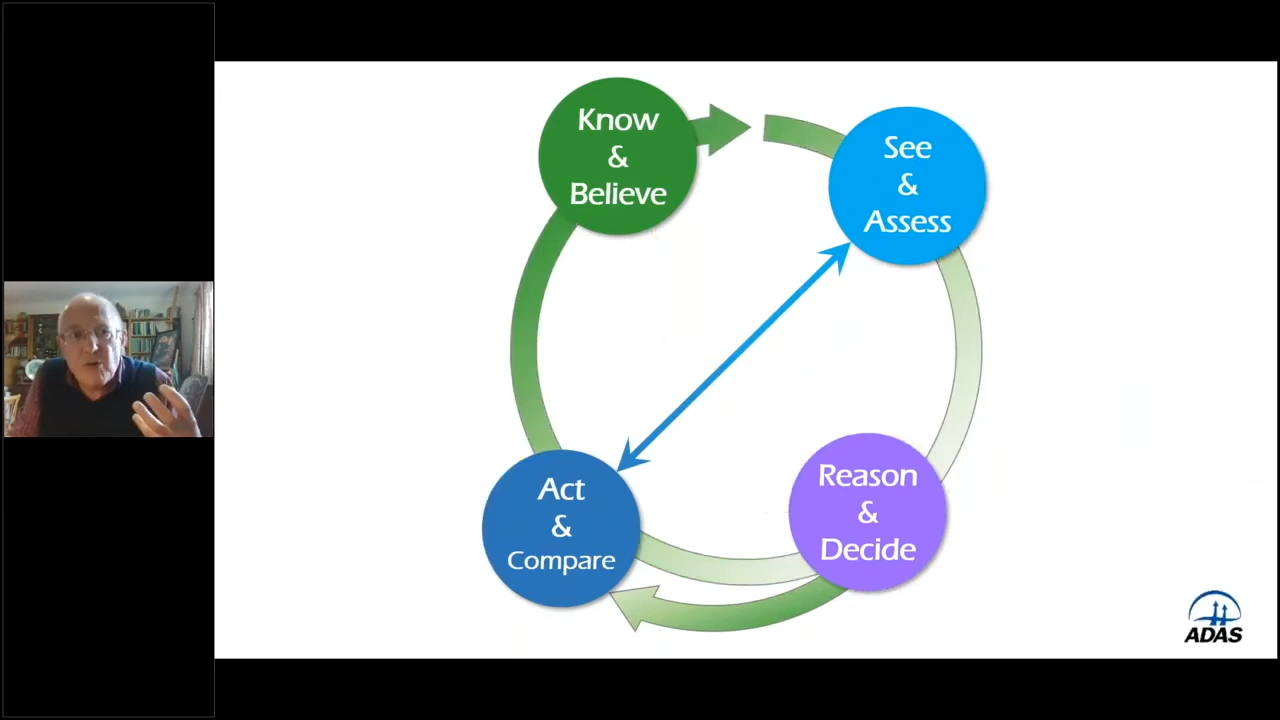 Know
&
Believe
See
&
Assess
Act
&
Compare
Reason
&
Decide
ADAS